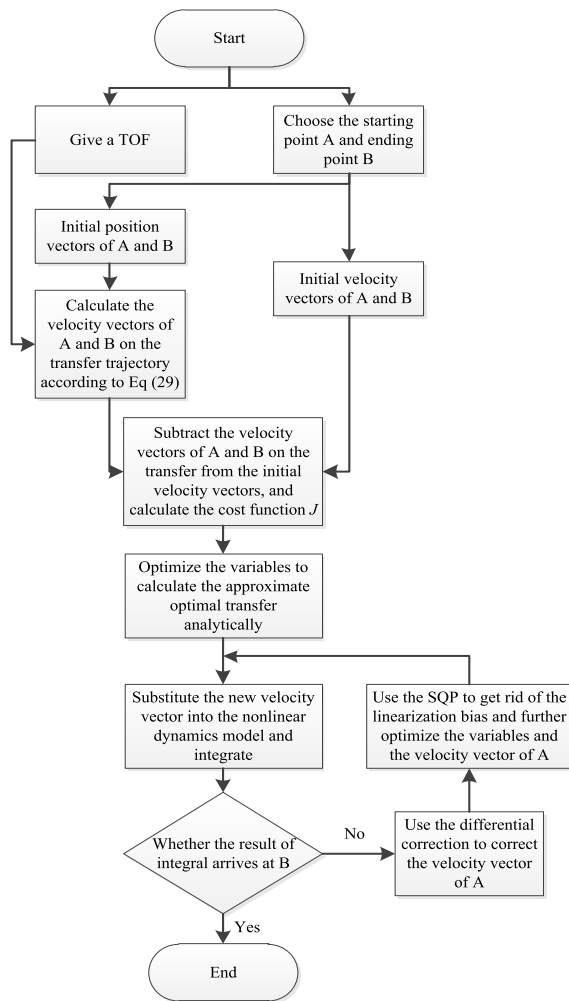 Start
Give a TOF
Choose the starting
point A and ending
point B
Initial position
vectors of A and B
Initial velocity
vectors of A and B
Calculate the
velocity vectors of
A and B on the
transfer trajectory
according to Eq (29)
Subtract the velocity
vectors of A and B on the
transfer from the initial
velocity vectors, and
calculate the cost function J
Optimize the variables to
calculate the approximate
optimal transfer
analytically
Substitute the new velocity
vector into the nonlinear
dynamics model and
integrate
Use the SQP to get rid of the
linearization bias and further
optimize the variables and
the velocity vector of A
Whether the result of
integral arrives at B
No
Use the differential
correction to correct
the velocity vector
of A
Yes
End